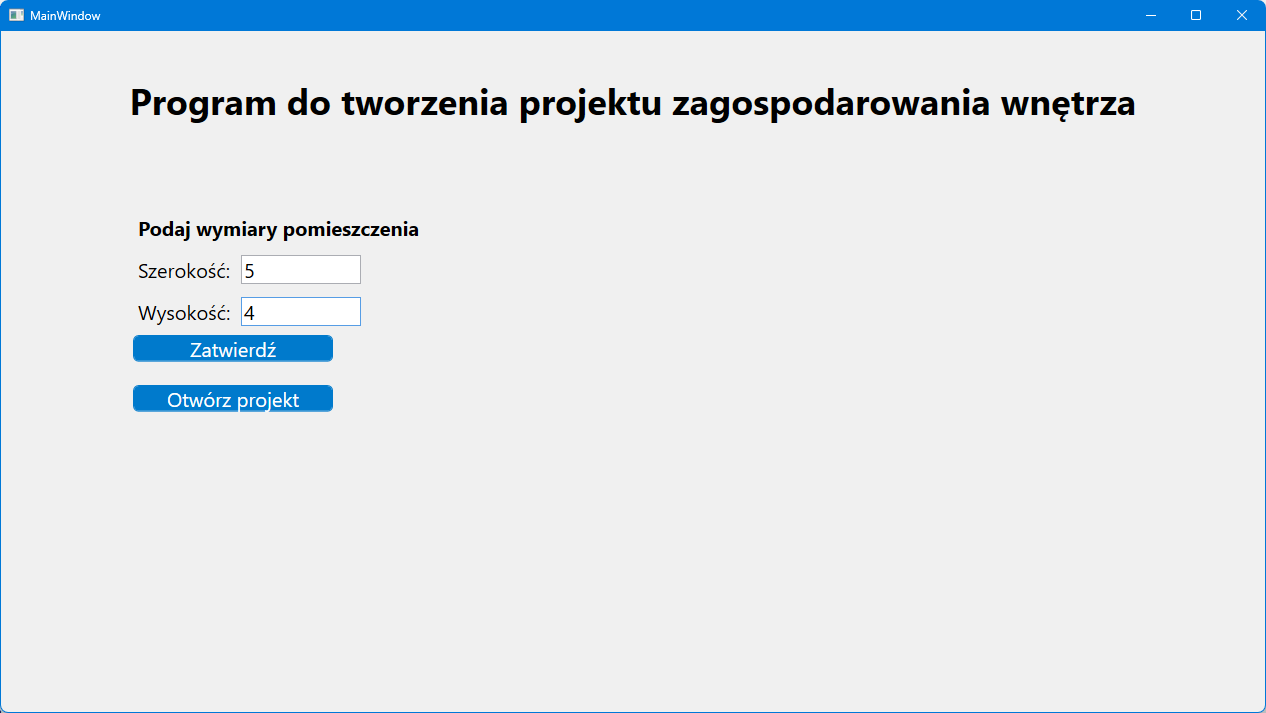 MainWindow
Program do tworzenia projektu zagospodarowania wnętrza
Podaj wymiary pomieszczenia
Szerokość: 5
Wysokość: 4
Zatwierdź
Otwórz projekt